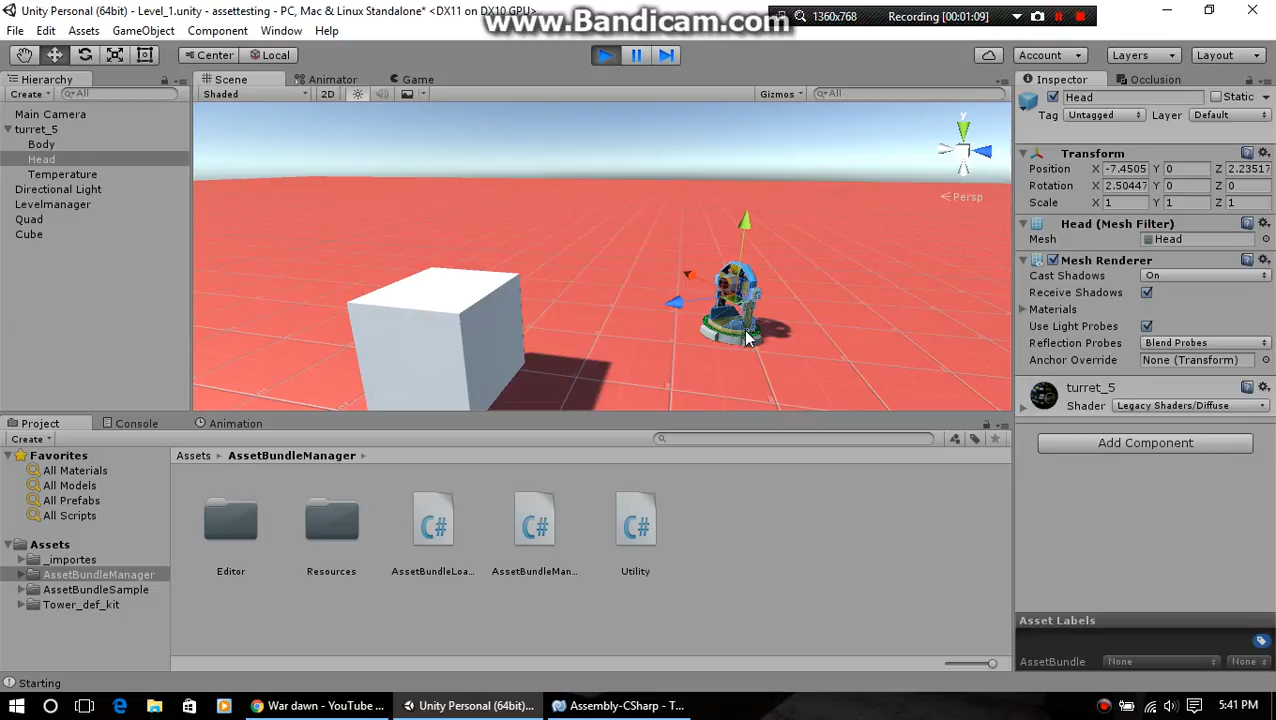 Unity Personal (64bit) - Level_1.unity - assettesting - PC, Mac & Linux Standalone* <DX11 on DX10 GPU>
www.Bandicam.com
1360x768
Recording [00:01:09]
File Edit Assets GameObject Component Window Help
Center Local
Account Layers Layout
Hierarchy
Scene Animator Game
Inspector Occlusion
Create All
Shaded 2D Gizmos All
Head Static
Tag Untagged Layer Default
Main Camera
turret_5
Body
Head
Temperature
Directional Light
Levelmanager
Quad
Cube
y
Persp
Transform
Position X -7.4505 Y 0 Z 2.23517
Rotation X 2.50447 Y 0 Z 0
Scale X 1 Y 1 Z 1
Head (Mesh Filter)
Mesh Head
Mesh Renderer
Cast Shadows On
Receive Shadows
Materials
Use Light Probes
Reflection Probes Blend Probes
Anchor Override None (Transform)
turret_5
Shader Legacy Shaders/Diffuse
Add Component
Project Console Animation
Create
Favorites
All Materials
All Models
All Prefabs
All Scripts
Assets
_importes
AssetBundleManager
AssetBundleSample
Tower_def_kit
Assets AssetBundleManager
C# C# C#
Editor Resources AssetBundleLoa... AssetBundleMan... Utility
Asset Labels
AssetBundle None None
Starting
War dawn - YouTube ... Unity Personal (64bit)... Assembly-CSharp - T... 5:41 PM